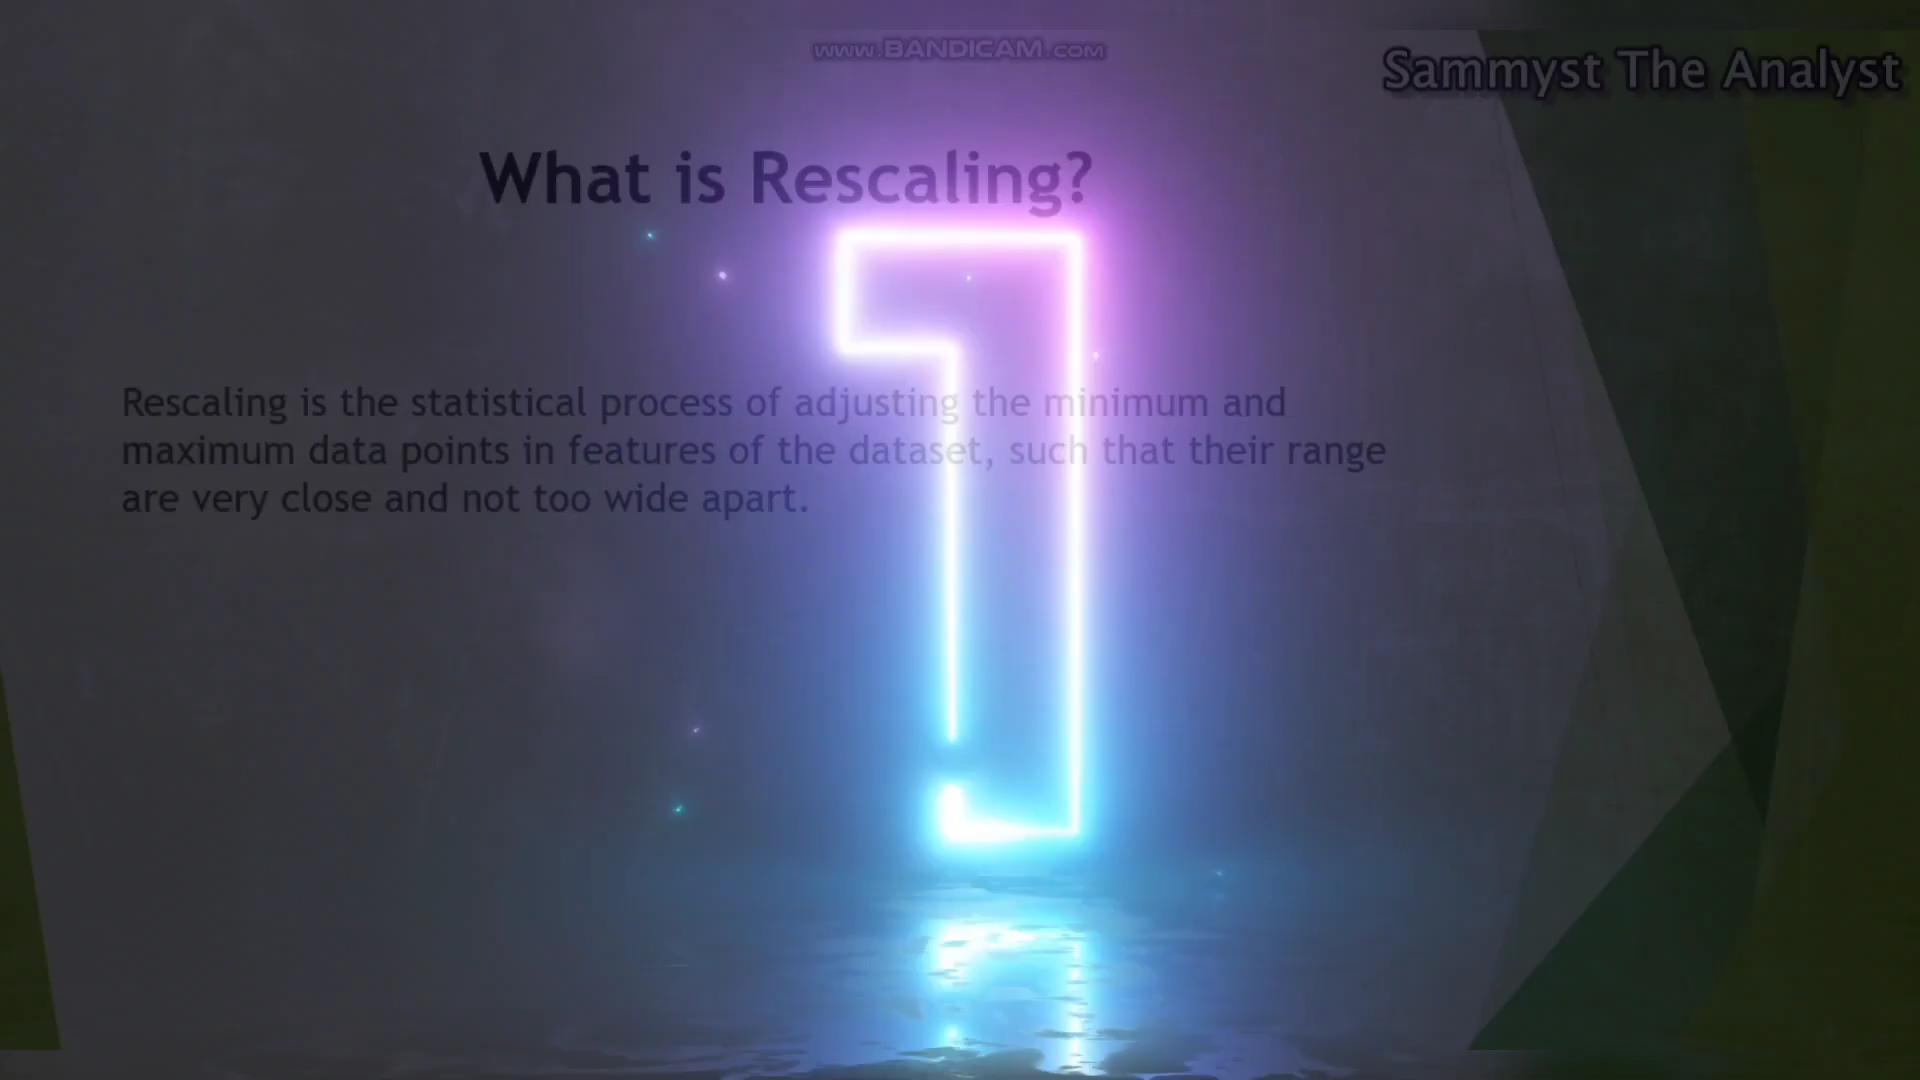 www.BANDICAM.com
Sammyst The Analyst
What is Rescaling?
1
Rescaling is the statistical process of adjusting the minimum and
maximum data points in features of the dataset, such that their range
are very close and not too wide apart.